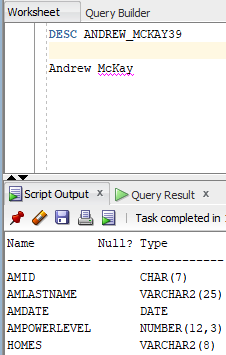 Worksheet Query Builder
DESC ANDREW_MCKAY39
Andrew McKay
Script Output x Query Result x
Task completed in
Name Null? Type
------------- ----- ------------
AMID CHAR(7)
AMLASTNAME VARCHAR2(25)
AMDATE DATE
AMPOWERLEVEL NUMBER(12,3)
HOMES VARCHAR2(8)